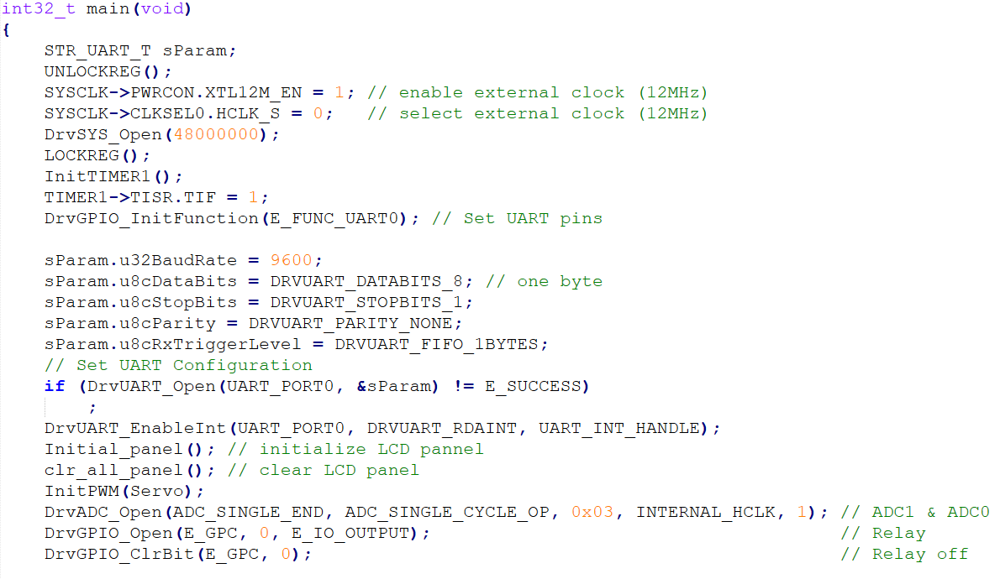 int32_t main(void)
{
    STR_UART_T sParam;
    UNLOCKREG();
    SYSCLK->PWRCON.XTL12M_EN = 1; // enable external clock (12MHz)
    SYSCLK->CLKSEL0.HCLK_S = 0;   // select external clock (12MHz)
    DrvSYS_Open(48000000);
    LOCKREG();
    InitTIMER1();
    TIMER1->TISR.TIF = 1;
    DrvGPIO_InitFunction(E_FUNC_UART0); // Set UART pins

    sParam.u32BaudRate = 9600;
    sParam.u8cDataBits = DRVUART_DATABITS_8; // one byte
    sParam.u8cStopBits = DRVUART_STOPBITS_1;
    sParam.u8cParity = DRVUART_PARITY_NONE;
    sParam.u8cRxTriggerLevel = DRVUART_FIFO_1BYTES;
    // Set UART Configuration
    if (DrvUART_Open(UART_PORT0, &sParam) != E_SUCCESS)
        ;
    DrvUART_EnableInt(UART_PORT0, DRVUART_RDAINT, UART_INT_HANDLE);
    Initial_panel(); // initialize LCD pannel
    clr_all_panel(); // clear LCD panel
    InitPWM(Servo);
    DrvADC_Open(ADC_SINGLE_END, ADC_SINGLE_CYCLE_OP, 0x03, INTERNAL_HCLK, 1); // ADC1 & ADC0
    DrvGPIO_Open(E_GPC, 0, E_IO_OUTPUT);                                      // Relay
    DrvGPIO_ClrBit(E_GPC, 0);                                                 // Relay off